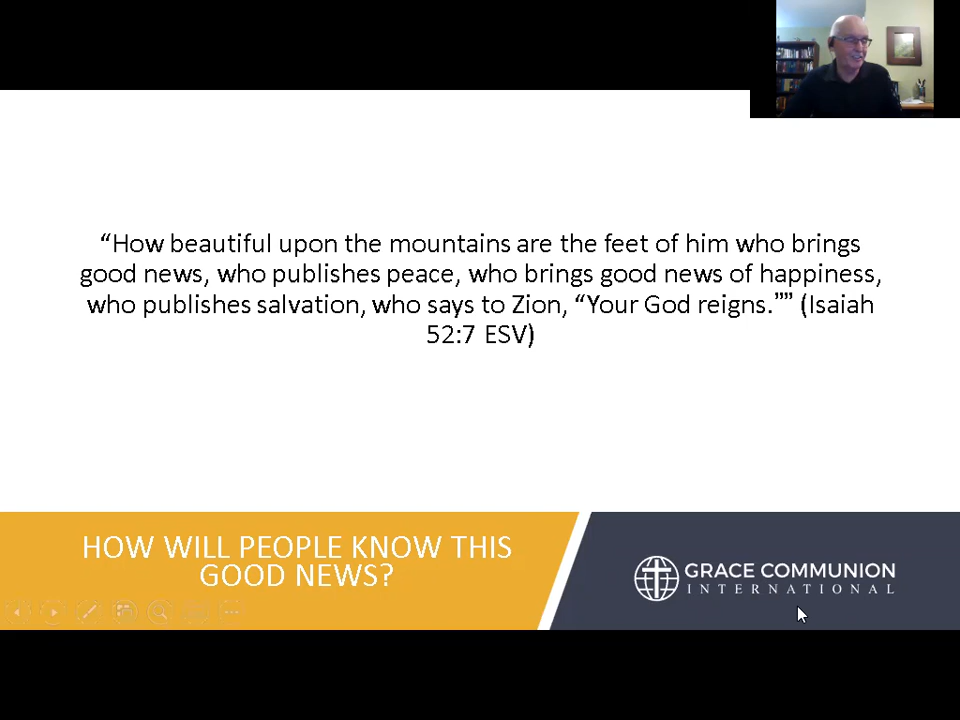 “How beautiful upon the mountains are the feet of him who brings
good news, who publishes peace, who brings good news of happiness,
who publishes salvation, who says to Zion, “Your God reigns.”” (Isaiah
52:7 ESV)
HOW WILL PEOPLE KNOW THIS
GOOD NEWS?
GRACE COMMUNION
INTERNATIONAL